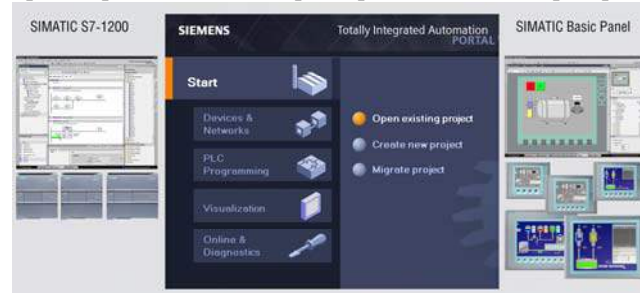 SIMATIC S7-1200
SIEMENS
Totally Integrated Automation
PORTAL
SIMATIC Basic Panel
Start
Devices &
Networks
PLC
Programming
Visualization
Online &
Diagnostics
Open existing project
Create new project
Migrate project